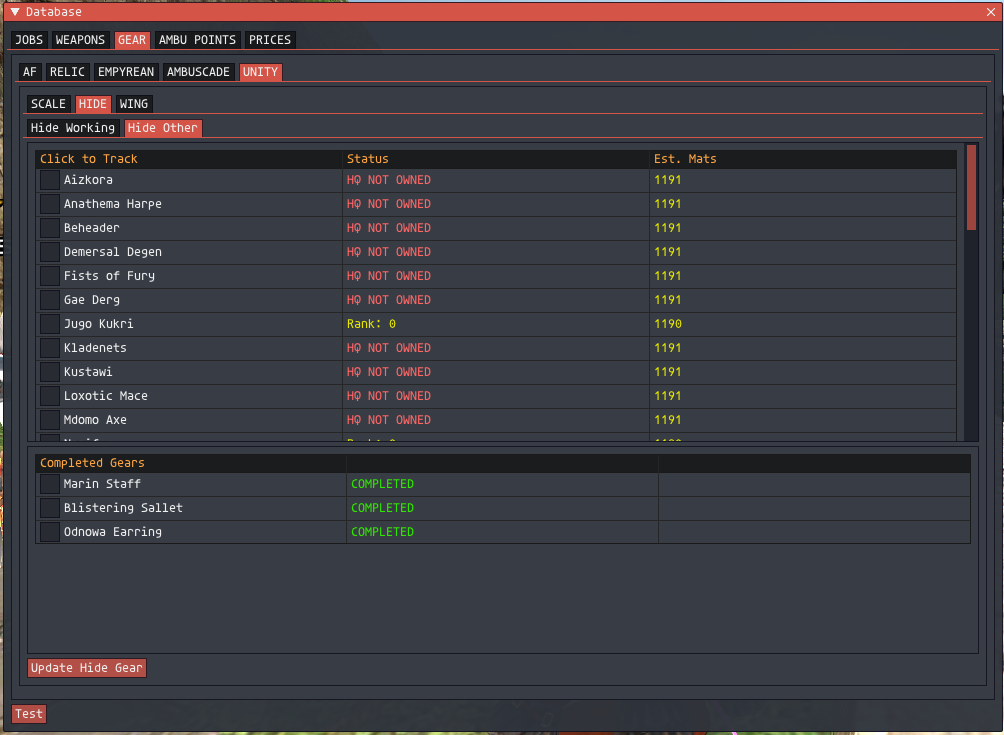 Database
JOBS WEAPONS GEAR AMBU POINTS PRICES
AF RELIC EMPYREAN AMBUSCADE UNITY
SCALE HIDE WING
Hide Working Hide Other
Click to Track Status Est. Mats
Aizkora HQ NOT OWNED 1191
Anathema Harpe HQ NOT OWNED 1191
Beheader HQ NOT OWNED 1191
Demersal Degen HQ NOT OWNED 1191
Fists of Fury HQ NOT OWNED 1191
Gae Derg HQ NOT OWNED 1191
Jugo Kukri Rank: 0 1190
Kladenets HQ NOT OWNED 1191
Kustawi HQ NOT OWNED 1191
Loxotic Mace HQ NOT OWNED 1191
Mdomo Axe HQ NOT OWNED 1191
Completed Gears
Marin Staff COMPLETED
Blistering Sallet COMPLETED
Odnowa Earring COMPLETED
Update Hide Gear
Test